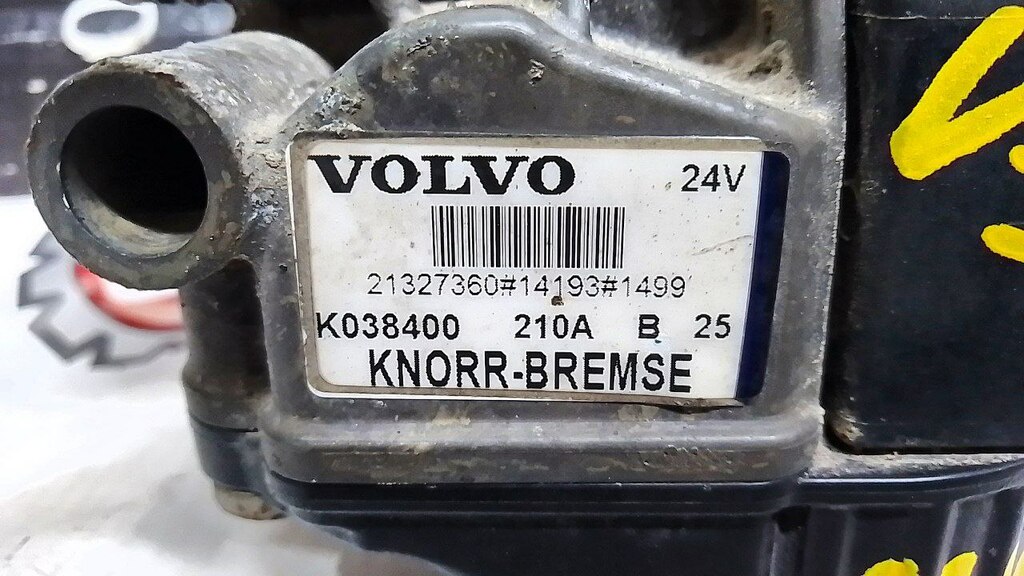 VOLVO 24V
21327360#14193#1499
K038400 210A B 25
KNORR-BREMSE